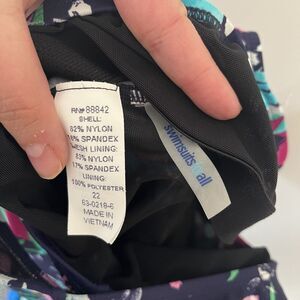 RN# 88842
SHELL:
82% NYLON
18% SPANDEX
MESH LINING:
83% NYLON
17% SPANDEX
LINING:
100% POLYESTER
22
63-0218-6
MADE IN
VIETNAM
swimsuitsforall